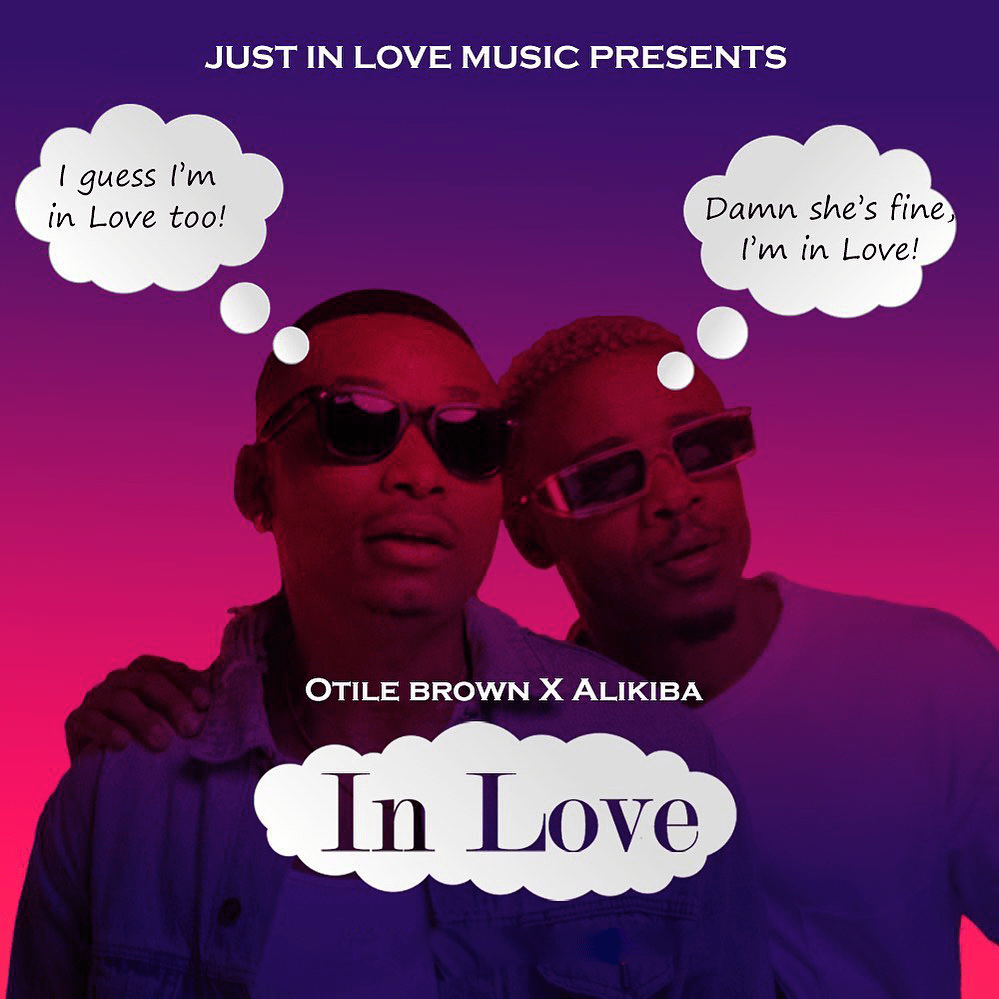 JUST IN LOVE MUSIC PRESENTS
I guess I'm
in Love too!
Damn she's fine,
I'm in Love!
OTILE BROWN X ALIKIBA
In Love